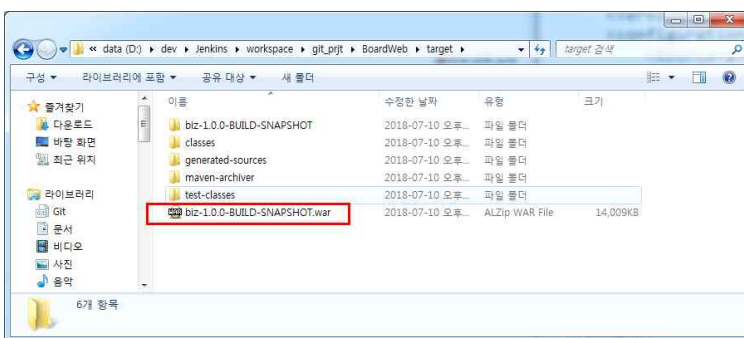 « data (D:) ▸ dev ▸ Jenkins ▸ workspace ▸ git_prjt ▸ BoardWeb ▸ target ▸ target 검색
구성 ▾ 라이브러리에 포함 ▾ 공유 대상 ▾ 새 폴더
즐겨찾기
다운로드
바탕 화면
최근 위치
라이브러리
Git
문서
비디오
사진
음악
이름 수정한 날짜 유형 크기
biz-1.0.0-BUILD-SNAPSHOT 2018-07-10 오후... 파일 폴더
classes 2018-07-10 오후... 파일 폴더
generated-sources 2018-07-10 오후... 파일 폴더
maven-archiver 2018-07-10 오후... 파일 폴더
test-classes 2018-07-10 오후... 파일 폴더
biz-1.0.0-BUILD-SNAPSHOT.war 2018-07-10 오후... ALZip WAR File 14,009KB
6개 항목